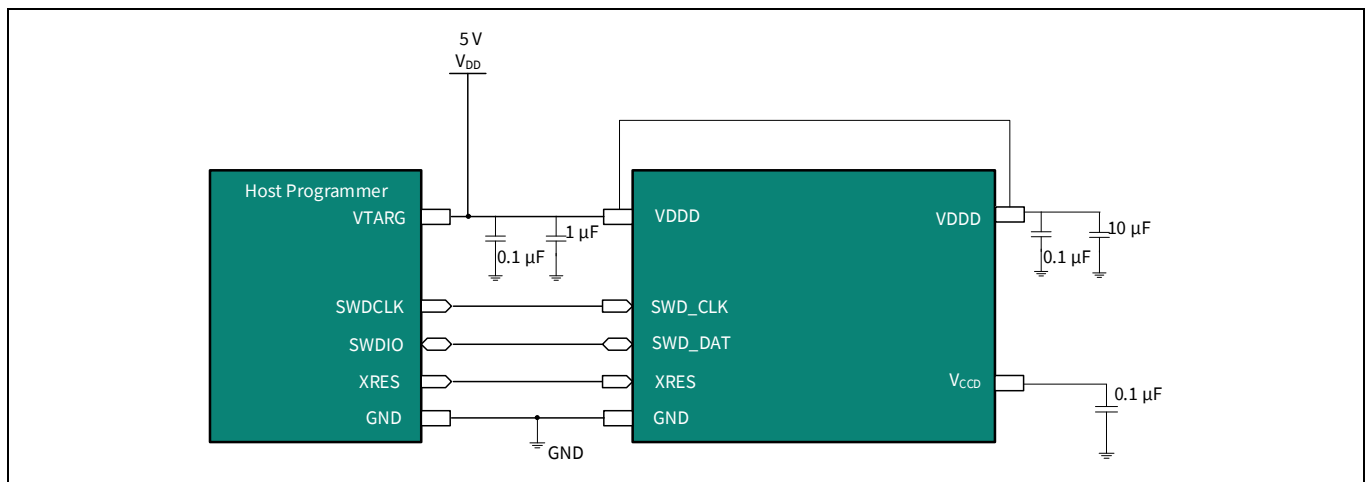 5 V
VDD
Host Programmer
VTARG
0.1 µF
1 µF
VDDD
VDDD
0.1 µF
10 µF
SWDCLK
SWD_CLK
SWDIO
SWD_DAT
XRES
XRES
VCCD
0.1 µF
GND
GND
GND